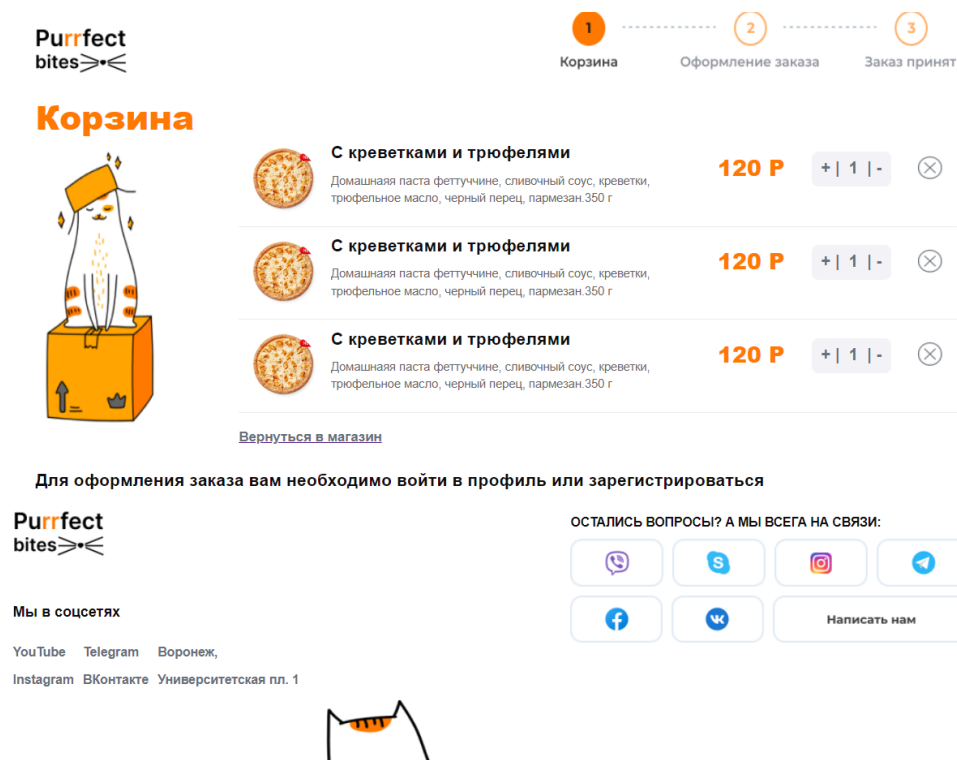 Purrfect
bites
1
2
3
Корзина
Оформление заказа
Заказ принят
Корзина
С креветками и трюфелями
Домашнаяя паста феттуччине, сливочный соус, креветки,
трюфельное масло, черный перец, пармезан.350 г
120 Р
+ | 1 | -
С креветками и трюфелями
Домашнаяя паста феттуччине, сливочный соус, креветки,
трюфельное масло, черный перец, пармезан.350 г
120 Р
+ | 1 | -
С креветками и трюфелями
Домашнаяя паста феттуччине, сливочный соус, креветки,
трюфельное масло, черный перец, пармезан.350 г
120 Р
+ | 1 | -
Вернуться в магазин
Для оформления заказа вам необходимо войти в профиль или зарегистрироваться
Purrfect
bites
ОСТАЛИСЬ ВОПРОСЫ? А МЫ ВСЕГА НА СВЯЗИ:
Написать нам
Мы в соцсетях
YouTube Telegram Воронеж,
Instagram ВКонтакте Университетская пл. 1